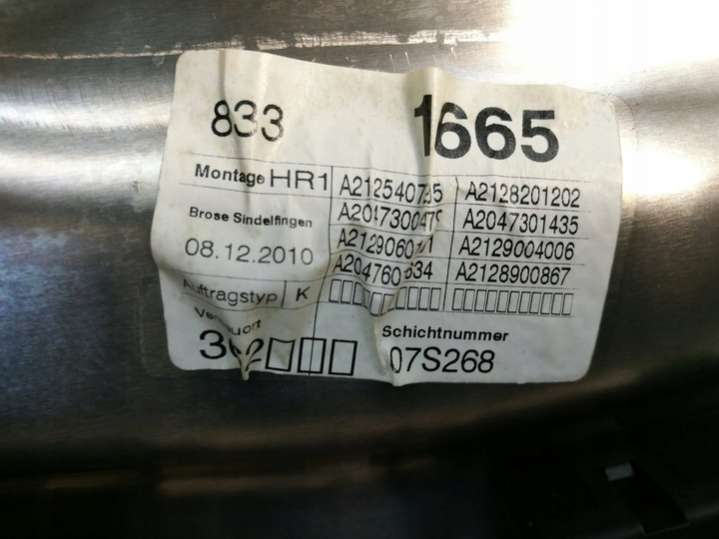 833 1665
Montage HR1 A2128201202
Brose Sindelfingen A2047301435
08.12.2010 A2129004006
A2128900867
Auftragstyp K
Schichtnummer
07S268